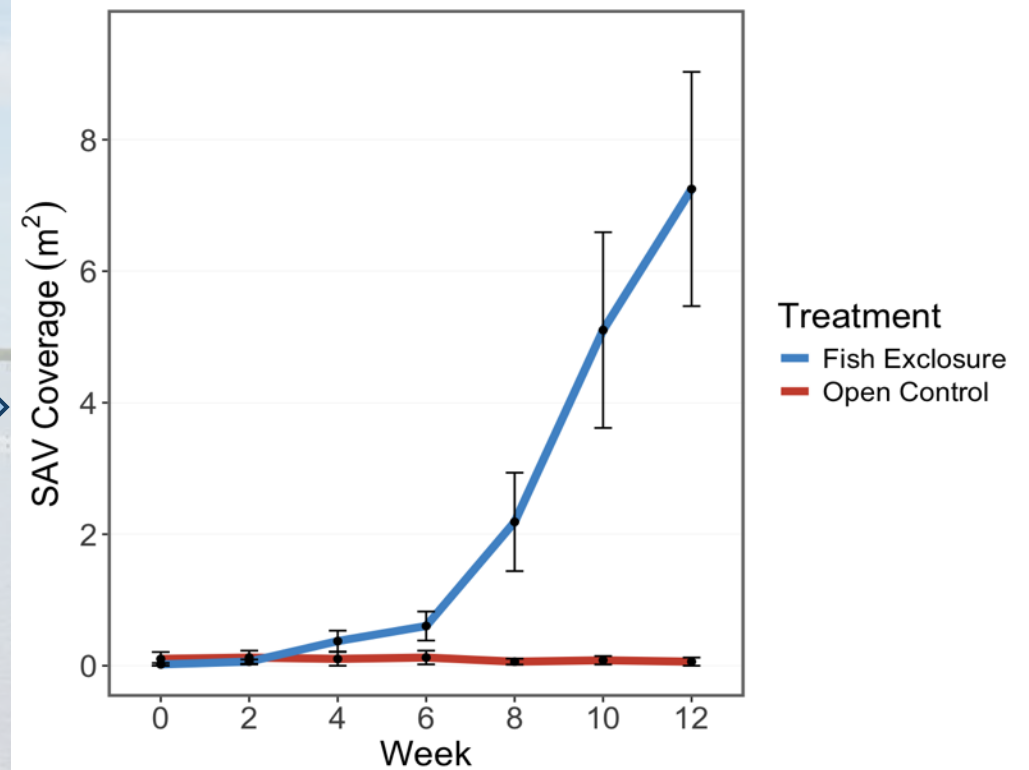 8
6
4
2
0
SAV Coverage (m²)
0 2 4 6 8 10 12
Week
Treatment
Fish Exclosure
Open Control